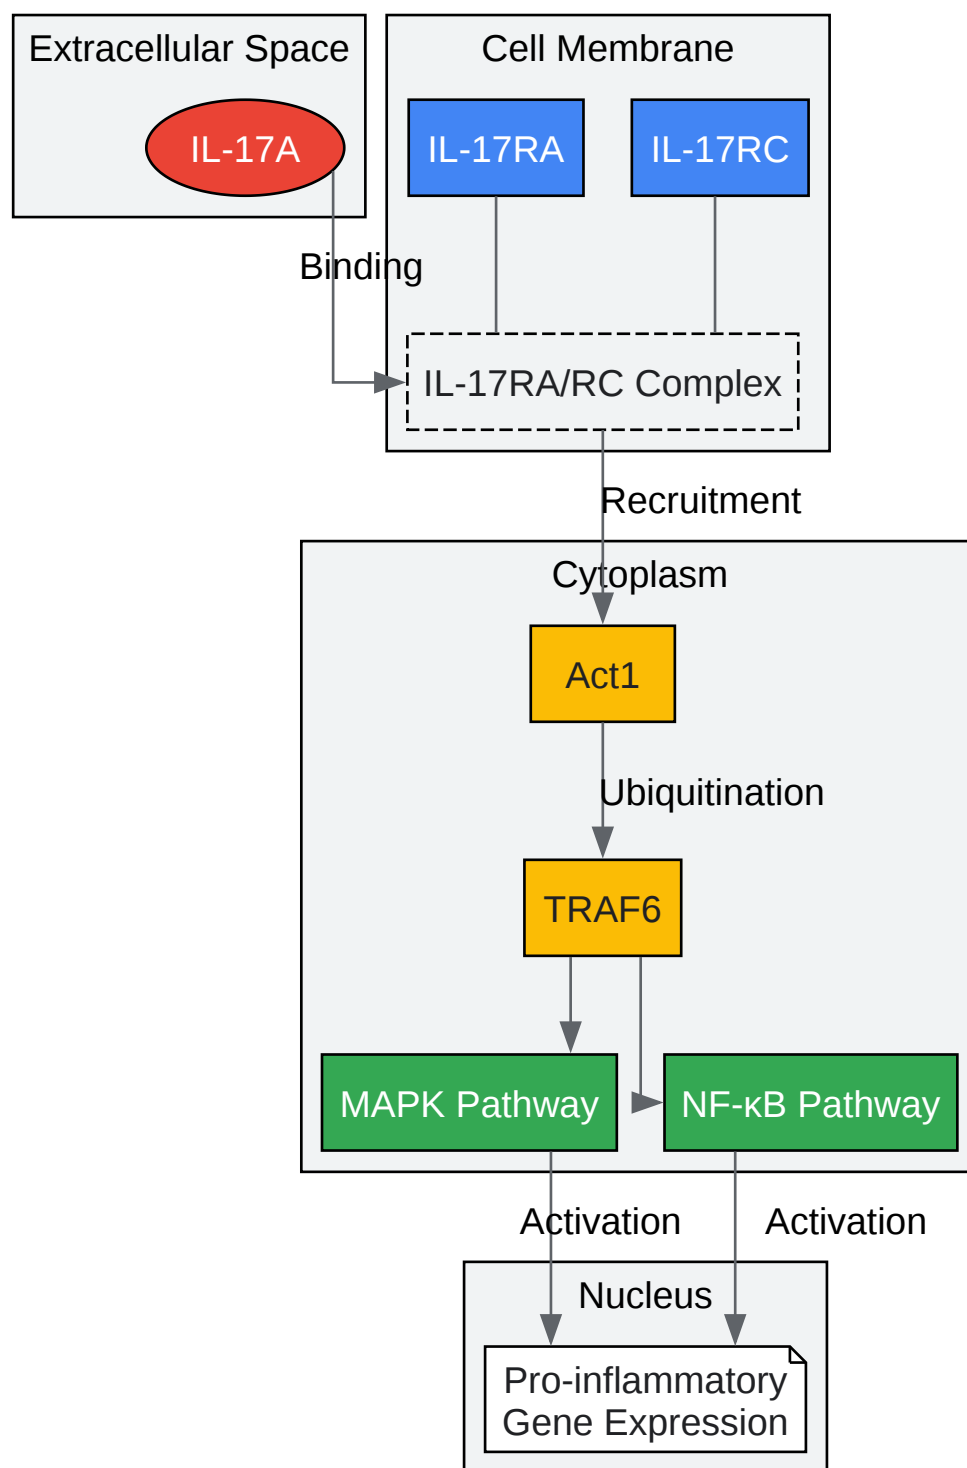 Extracellular Space
Cell Membrane
IL-17A
IL-17RA
IL-17RC
Binding
IL-17RA/RC Complex
Recruitment
Cytoplasm
Act1
Ubiquitination
TRAF6
MAPK Pathway
NF-κB Pathway
Activation
Activation
Nucleus
Pro-inflammatory
Gene Expression